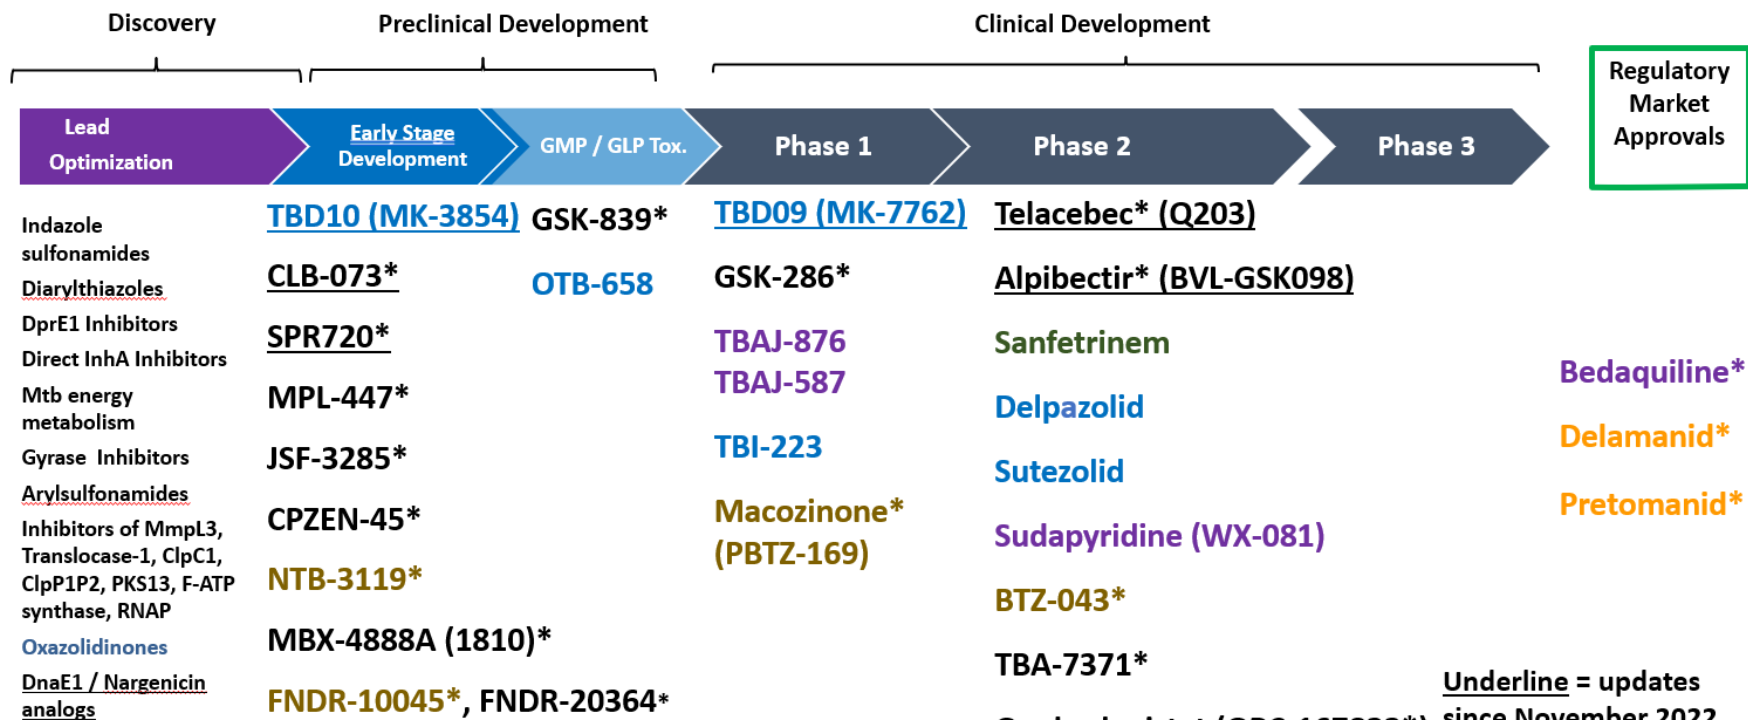 Discovery
Preclinical Development
Clinical Development
Regulatory
Market
Approvals
Lead
Optimization
Early Stage
Development
GMP / GLP Tox.
Phase 1
Phase 2
Phase 3
Indazole
sulfonamides
Diarylthiazoles
DprE1 Inhibitors
Direct InhA Inhibitors
Mtb energy
metabolism
Gyrase Inhibitors
Arylsulfonamides
Inhibitors of MmpL3,
Translocase-1, ClpC1,
ClpP1P2, PKS13, F-ATP
synthase, RNAP
Oxazolidinones
DnaE1 / Nargenicin
analogs
TBD10 (MK-3854)
CLB-073*
SPR720*
MPL-447*
JSF-3285*
CPZEN-45*
NTB-3119*
MBX-4888A (1810)*
FNDR-10045*, FNDR-20364*
GSK-839*
OTB-658
TBD09 (MK-7762)
GSK-286*
TBAJ-876
TBAJ-587
TBI-223
Macozinone*
(PBTZ-169)
Telacebec* (Q203)
Alpibectir* (BVL-GSK098)
Sanfetrinem
Delpazolid
Sutezolid
Sudapyridine (WX-081)
BTZ-043*
TBA-7371*
Bedaquiline*
Delamanid*
Pretomanid*
Underline = updates
since November 2022